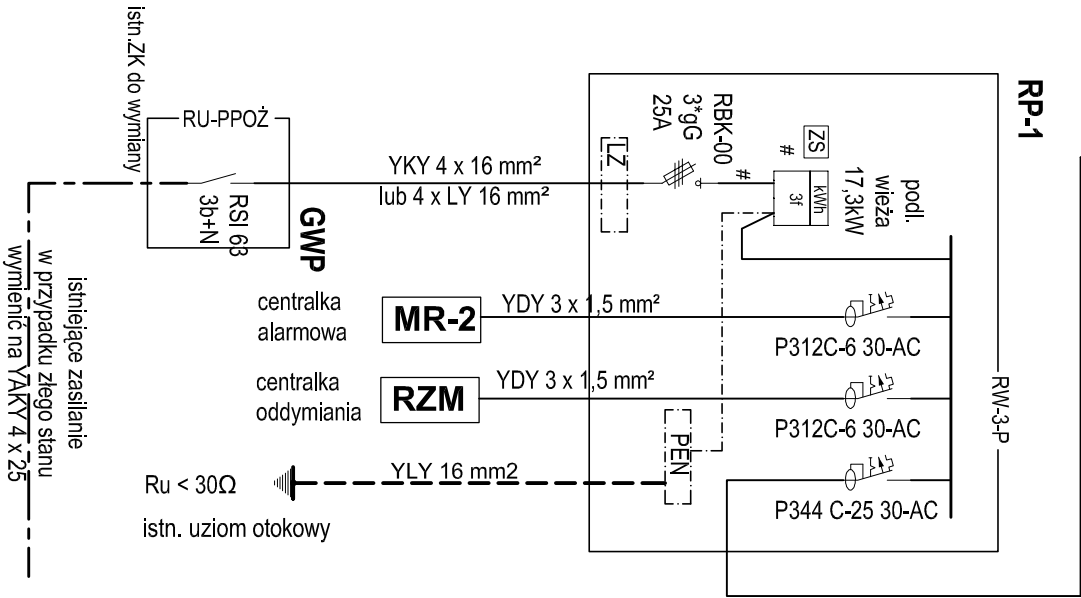 istn.ZK do wymiany
RU-PPOŻ
RSI 63
3b+N
GWP
YKY 4 x 16 mm²
lub 4 x LY 16 mm²
LZ
RBK-00
3*gG
25A
ZS
#
#
kWh
3f
podl.
wieża
17,3kW
RP-1
RW-3-P
centralka
alarmowa
MR-2
YDY 3 x 1,5 mm²
P312C-6 30-AC
centralka
oddymiania
RZM
YDY 3 x 1,5 mm²
P312C-6 30-AC
PEN
YLY 16 mm2
P344 C-25 30-AC
Ru < 30Ω
istn. uziom otokowy
istniejące zasilanie
w przypadku złego stanu
wymienić na YAKY 4 x 25